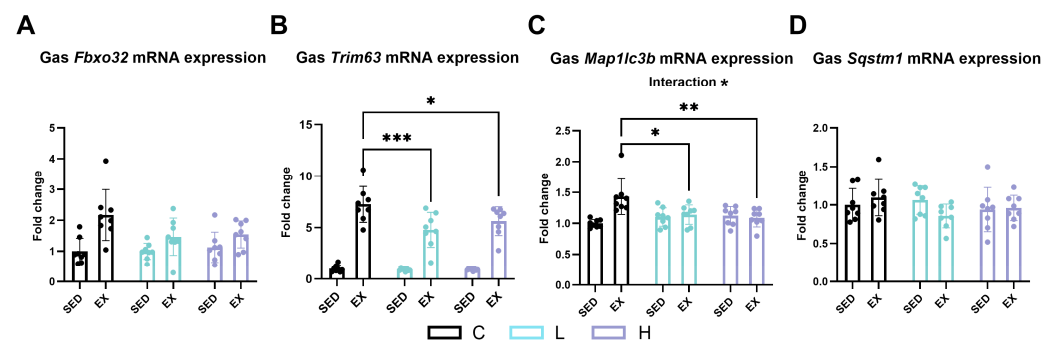 A
B
C
D
Gas Fbxo32 mRNA expression
Gas Trim63 mRNA expression
Gas Map1lc3b mRNA expression
Gas Sqstm1 mRNA expression
Interaction *
Fold change
5
4
3
2
1
0
SED
EX
SED
EX
SED
EX
Fold change
15
10
5
0
*
***
SED
EX
SED
EX
SED
EX
Fold change
2.5
2.0
1.5
1.0
0.5
0.0
**
*
SED
EX
SED
EX
SED
EX
Fold change
2.0
1.5
1.0
0.5
0.0
SED
EX
SED
EX
SED
EX
C
L
H